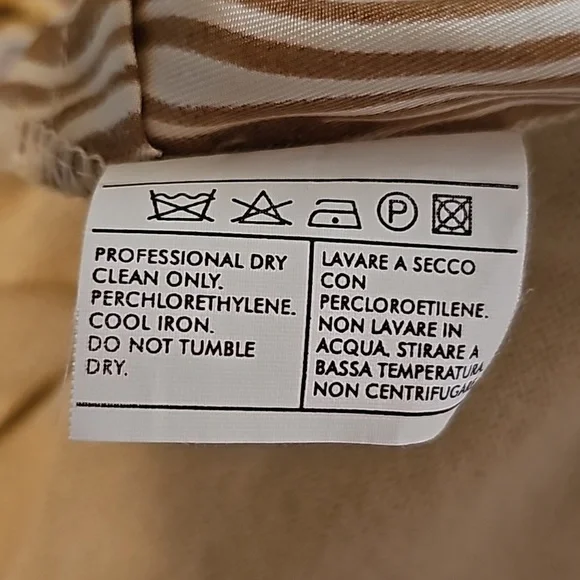 P
PROFESSIONAL DRY
CLEAN ONLY.
PERCHLORETHYLENE.
COOL IRON.
DO NOT TUMBLE
DRY.
LAVARE A SECCO
CON
PERCLOROETILENE.
NON LAVARE IN
ACQUA. STIRARE A
BASSA TEMPERATURA
NON CENTRIFUGARE